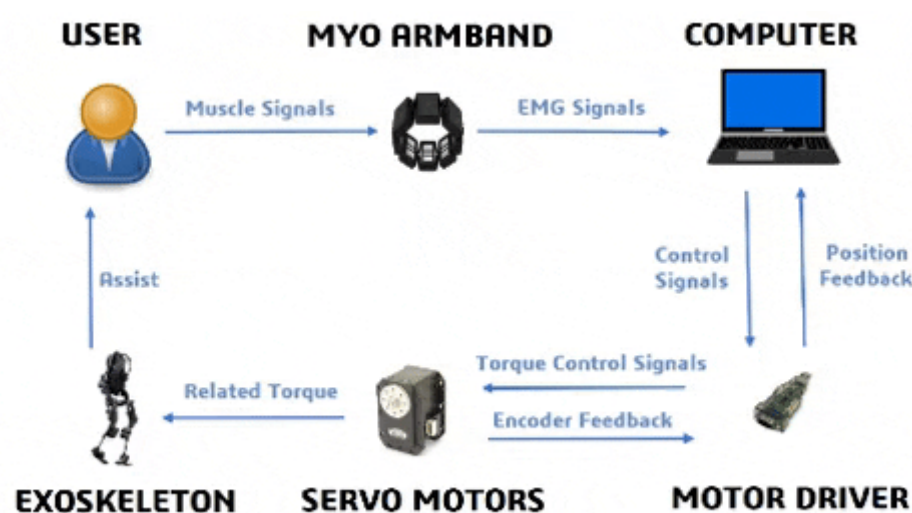 USER
MYO ARMBAND
COMPUTER
Muscle Signals
EMG Signals
Control
Signals
Position
Feedback
Assist
Torque Control Signals
Related Torque
Encoder Feedback
EXOSKELETON
SERVO MOTORS
MOTOR DRIVER